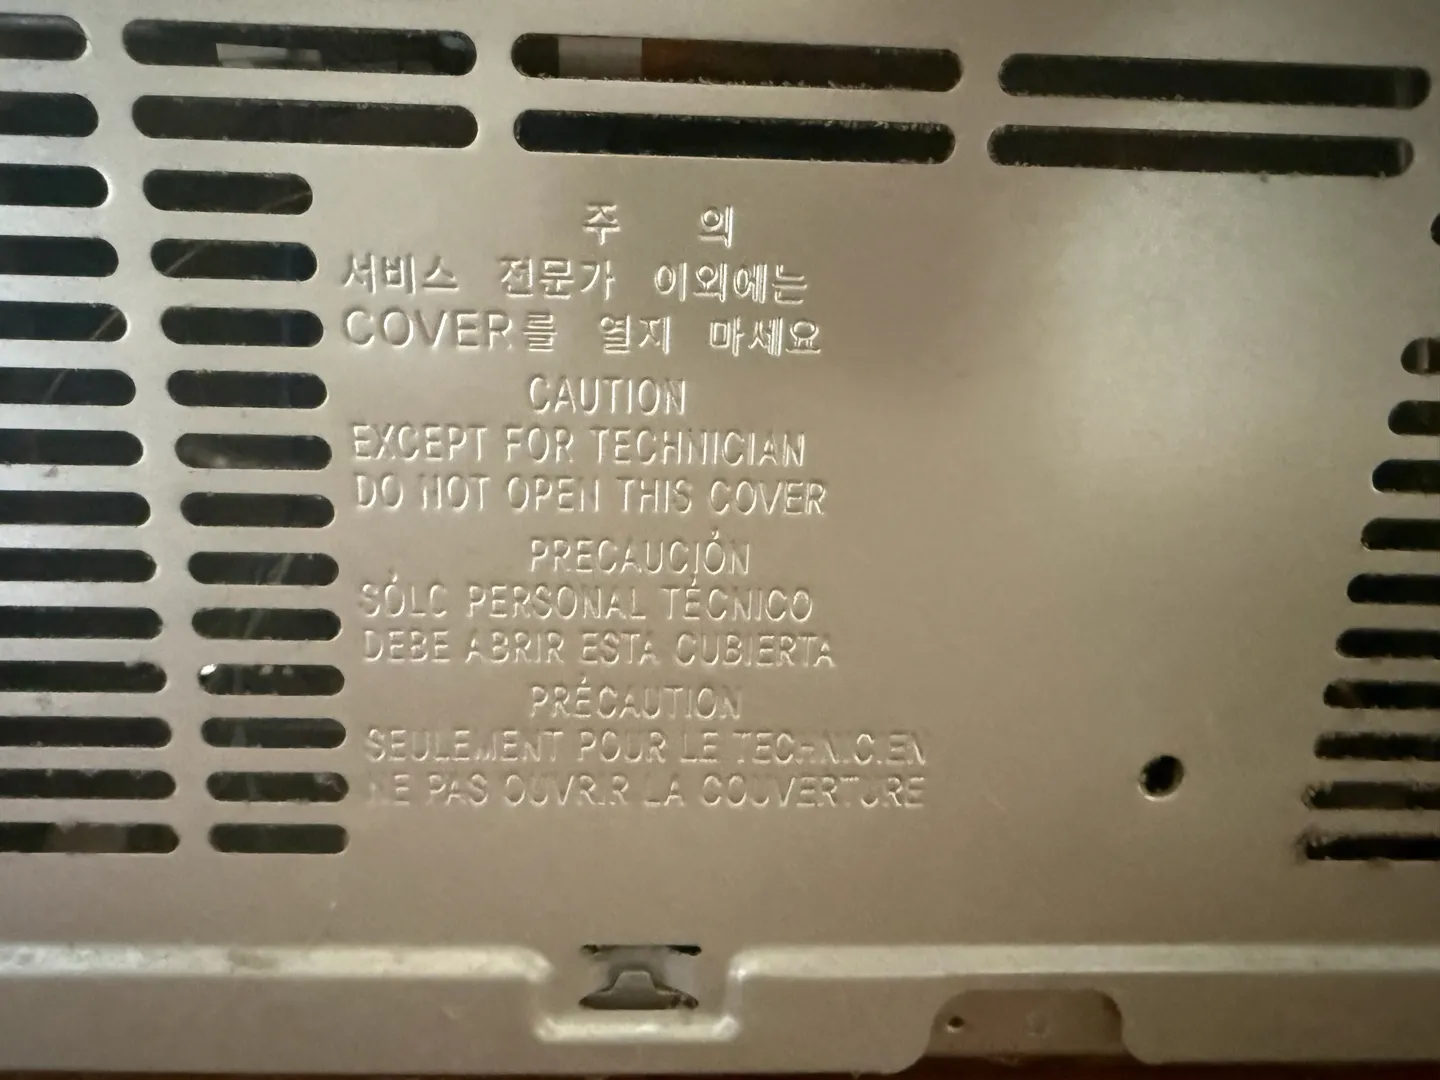 주 의
서비스 전문가 이외에는
COVER를 열지 마세요
CAUTION
EXCEPT FOR TECHNICIAN
DO NOT OPEN THIS COVER
PRECAUCIÓN
SÓLO PERSONAL TÉCNICO
DEBE ABRIR ESTA CUBIERTA
PRÉCAUTION
SEULEMENT POUR LE TECHNICIEN
NE PAS OUVRIR LA COUVERTURE